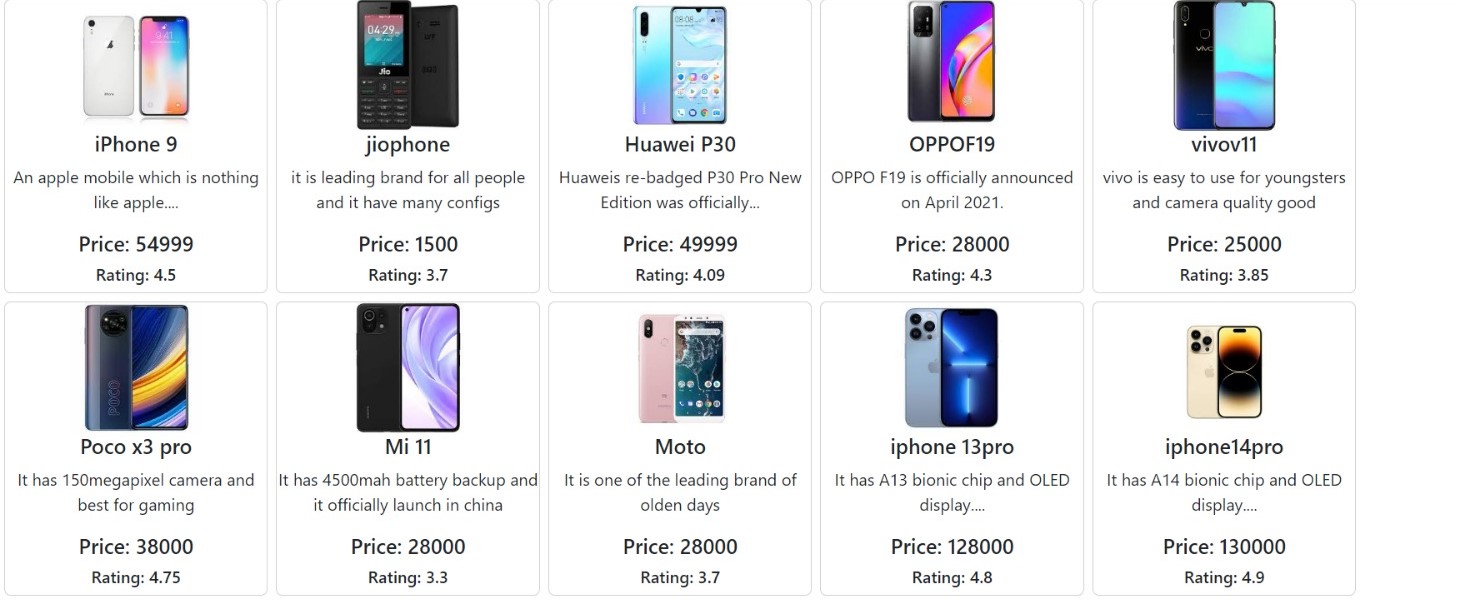 iPhone 9
An apple mobile which is nothing
like apple....
Price: 54999
Rating: 4.5
04:29
Jio
jiophone
it is leading brand for all people
and it have many configs
Price: 1500
Rating: 3.7
08:08
Huawei P30
Huaweis re-badged P30 Pro New
Edition was officially...
Price: 49999
Rating: 4.09
OPPOF19
OPPO F19 is officially announced
on April 2021.
Price: 28000
Rating: 4.3
vivo
vivov11
vivo is easy to use for youngsters
and camera quality good
Price: 25000
Rating: 3.85
POCO
Poco x3 pro
It has 150megapixel camera and
best for gaming
Price: 38000
Rating: 4.75
Mi 11
It has 4500mah battery backup and
it officially launch in china
Price: 28000
Rating: 3.3
Moto
It is one of the leading brand of
olden days
Price: 28000
Rating: 3.7
iphone 13pro
It has A13 bionic chip and OLED
display....
Price: 128000
Rating: 4.8
iphone14pro
It has A14 bionic chip and OLED
display....
Price: 130000
Rating: 4.9